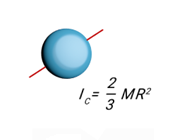 I_C = 2/3 MR²